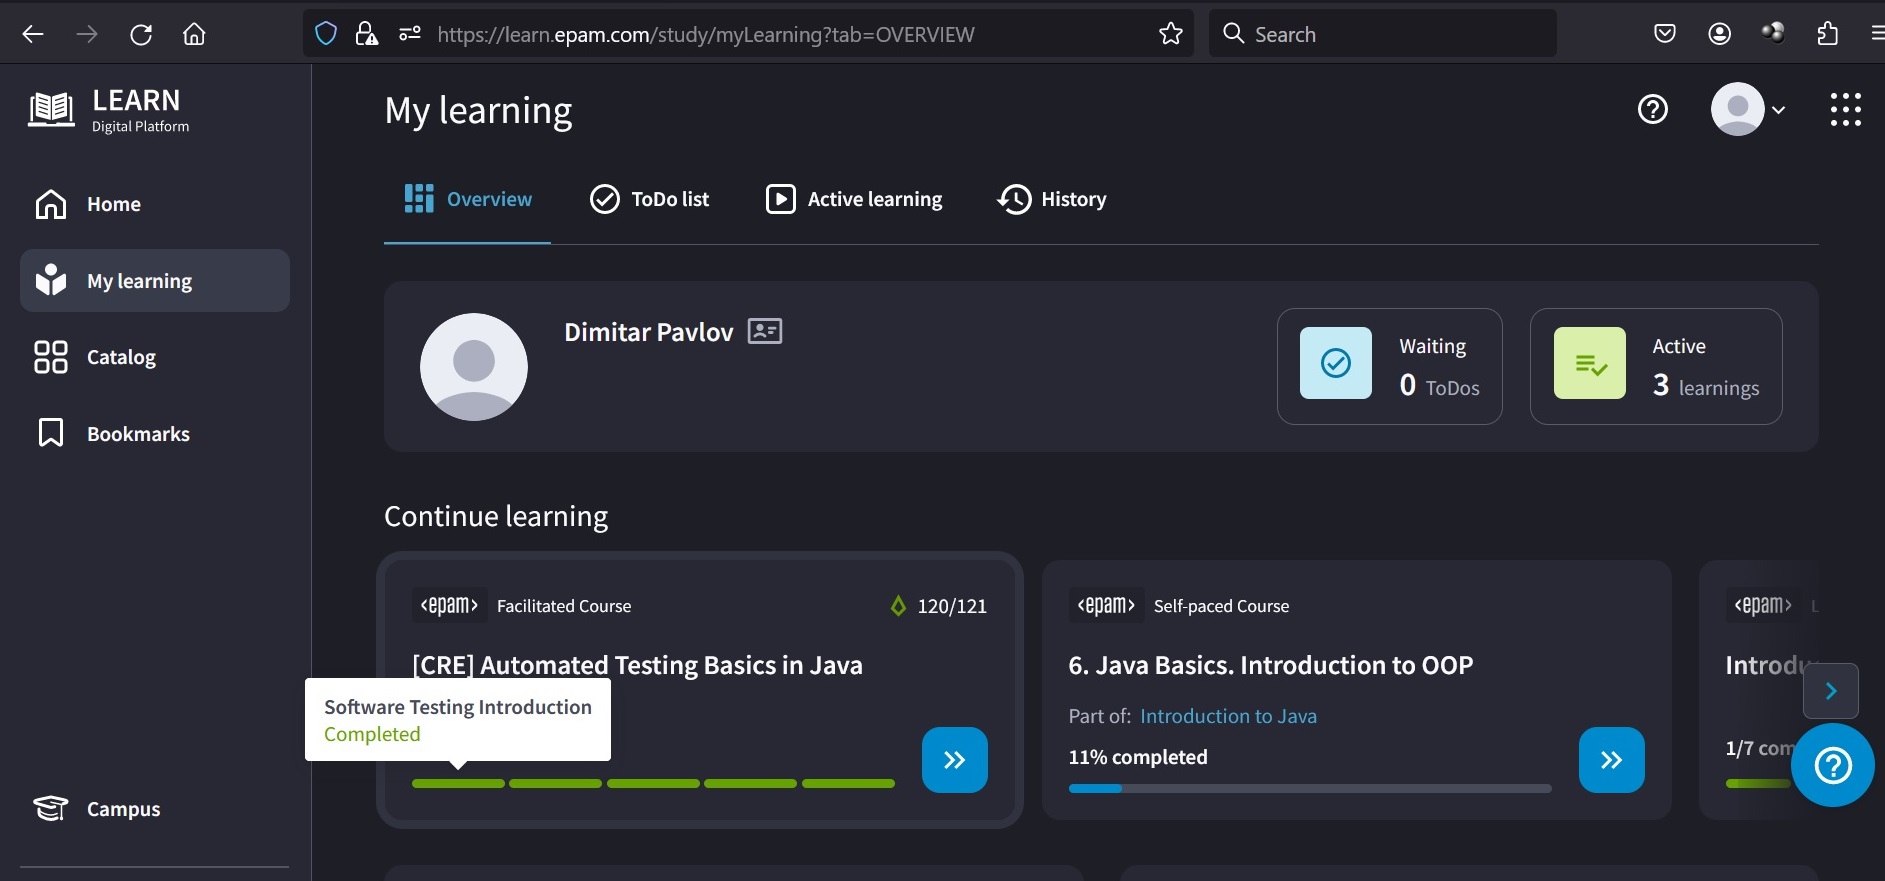 https://learn.epam.com/study/myLearning?tab=OVERVIEW
Search
LEARN
Digital Platform
Home
My learning
Catalog
Bookmarks
Campus
My learning
Overview
ToDo list
Active learning
History
Dimitar Pavlov
Waiting
0 ToDos
Active
3 learnings
Continue learning
<epam> Facilitated Course
120/121
[CRE] Automated Testing Basics in Java
Software Testing Introduction
Completed
<epam> Self-paced Course
6. Java Basics. Introduction to OOP
Part of: Introduction to Java
11% completed
<epam> L
Introdu
1/7 com